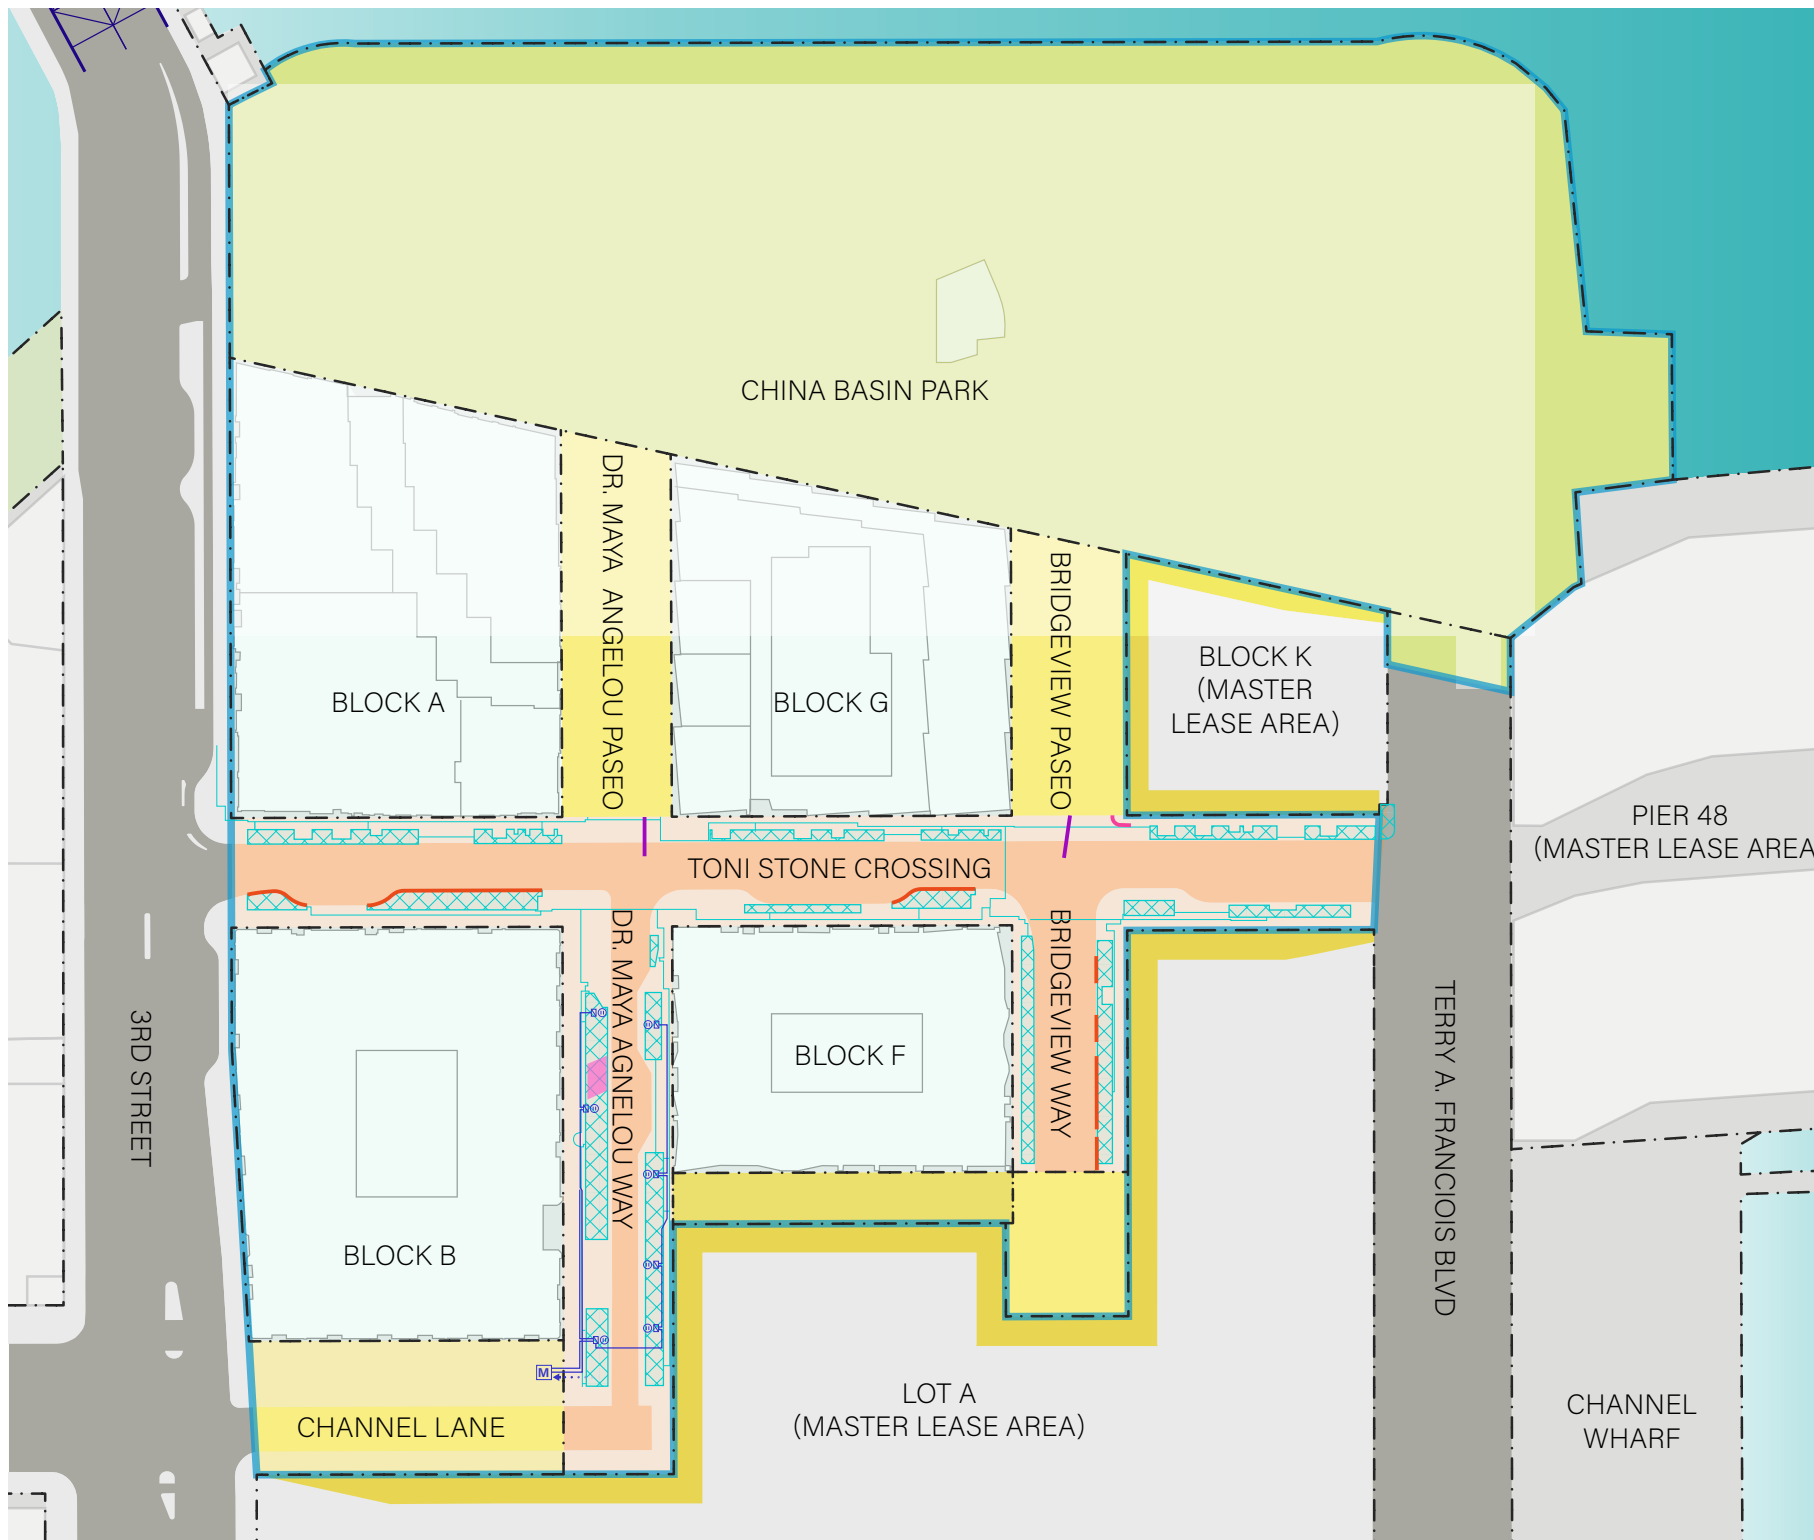 CHINA BASIN PARK
DR. MAYA ANGELOU PASEO
BRIDGEVIEW PASEO
BLOCK K
(MASTER
LEASE AREA)
BLOCK A
BLOCK G
PIER 48
(MASTER LEASE AREA
TONI STONE CROSSING
3RD STREET
DR. MAYA AGNELOU WAY
BRIDGEVIEW WAY
TERRY A. FRANCIOIS BLVD
BLOCK F
BLOCK B
M
LOT A
(MASTER LEASE AREA)
CHANNEL LANE
CHANNEL
WHARF